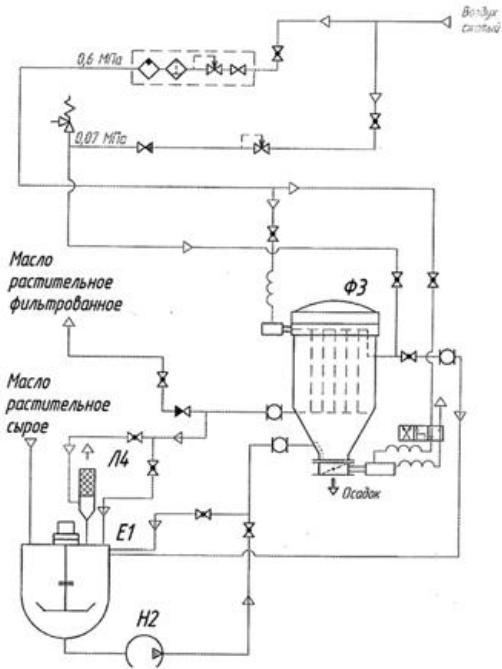 Воздух
сжатый
0,6 МПа
0,07 МПа
Масло
растительное
фильтрованное
Ф3
Масло
растительное
сырое
Л4
Осадок
Е1
Н2